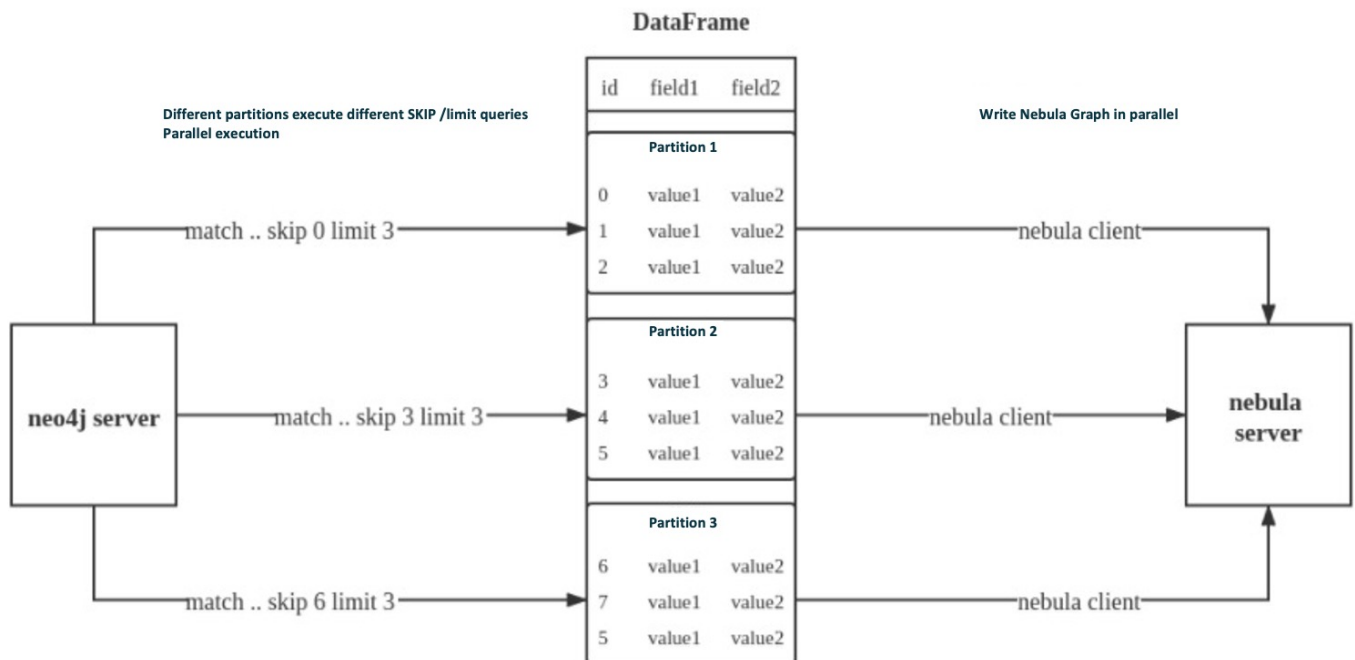 DataFrame
id field1 field2
Different partitions execute different SKIP /limit queries
Parallel execution
Write Nebula Graph in parallel
Partition 1
0 value1 value2
match .. skip 0 limit 3
1 value1 value2
nebula client
2 value1 value2
Partition 2
3 value1 value2
neo4j server
match .. skip 3 limit 3
4 value1 value2
nebula client
nebula
server
5 value1 value2
Partition 3
6 value1 value2
match .. skip 6 limit 3
7 value1 value2
nebula client
5 value1 value2